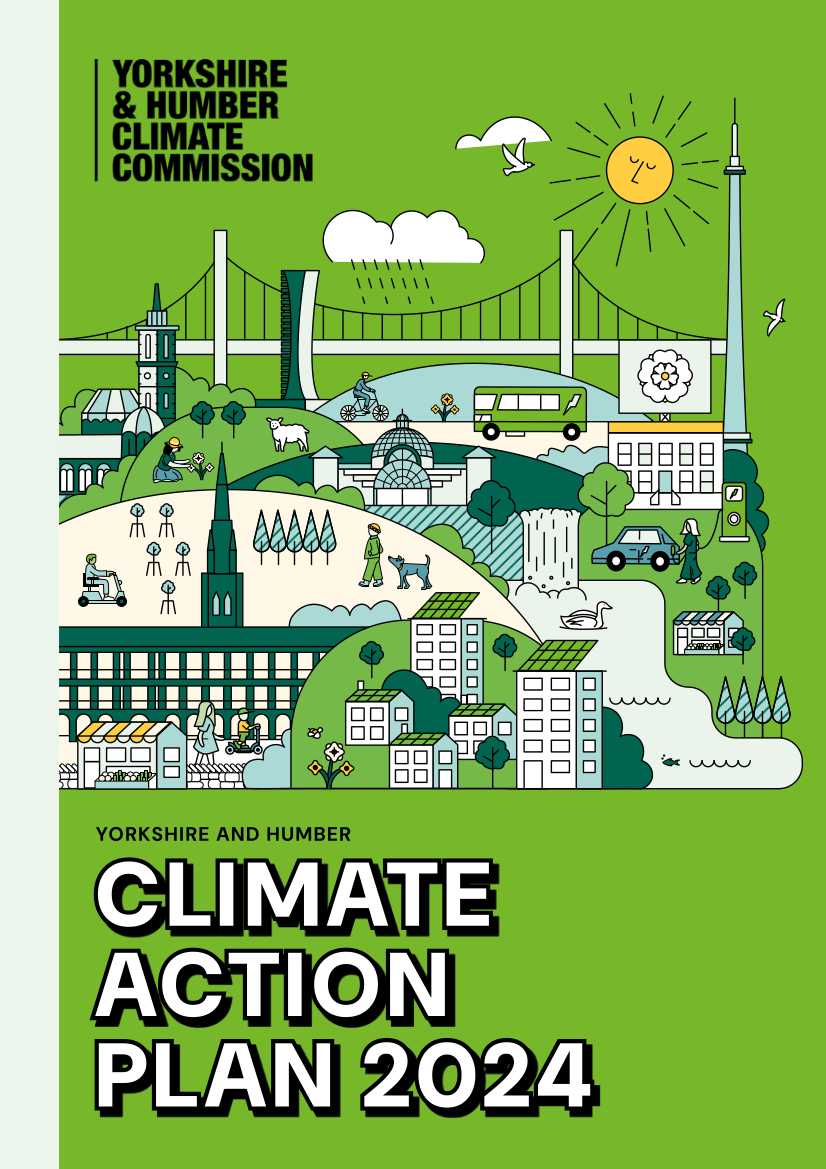 YORKSHIRE
& HUMBER
CLIMATE
COMMISSION
YORKSHIRE AND HUMBER
CLIMATE
ACTION
PLAN 2024